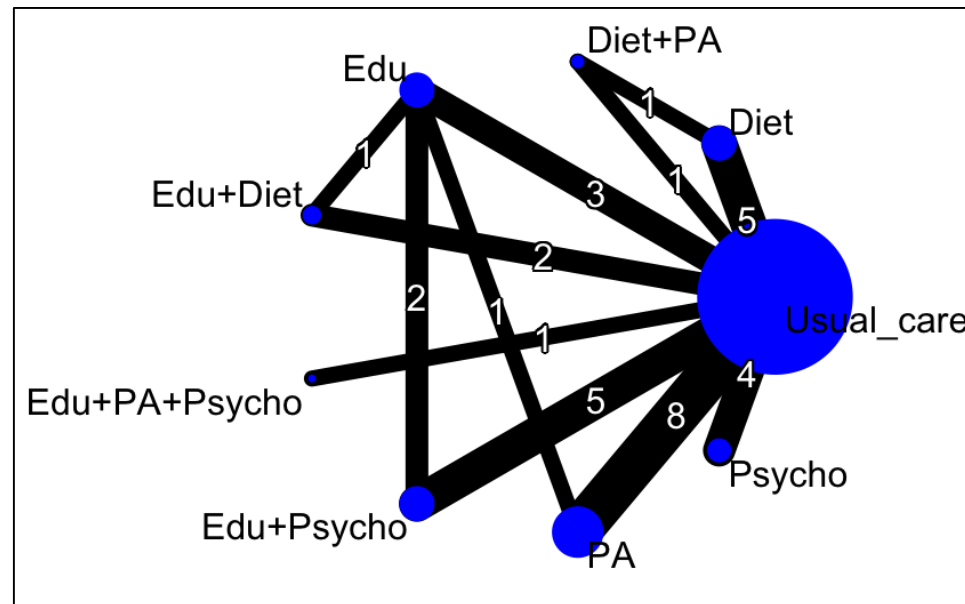 Diet+PA
Edu
1
Diet
1
1
Edu+Diet
3
5
2
2
1
Usual_care
1
Edu+PA+Psycho
4
5
8
Psycho
Edu+Psycho
PA